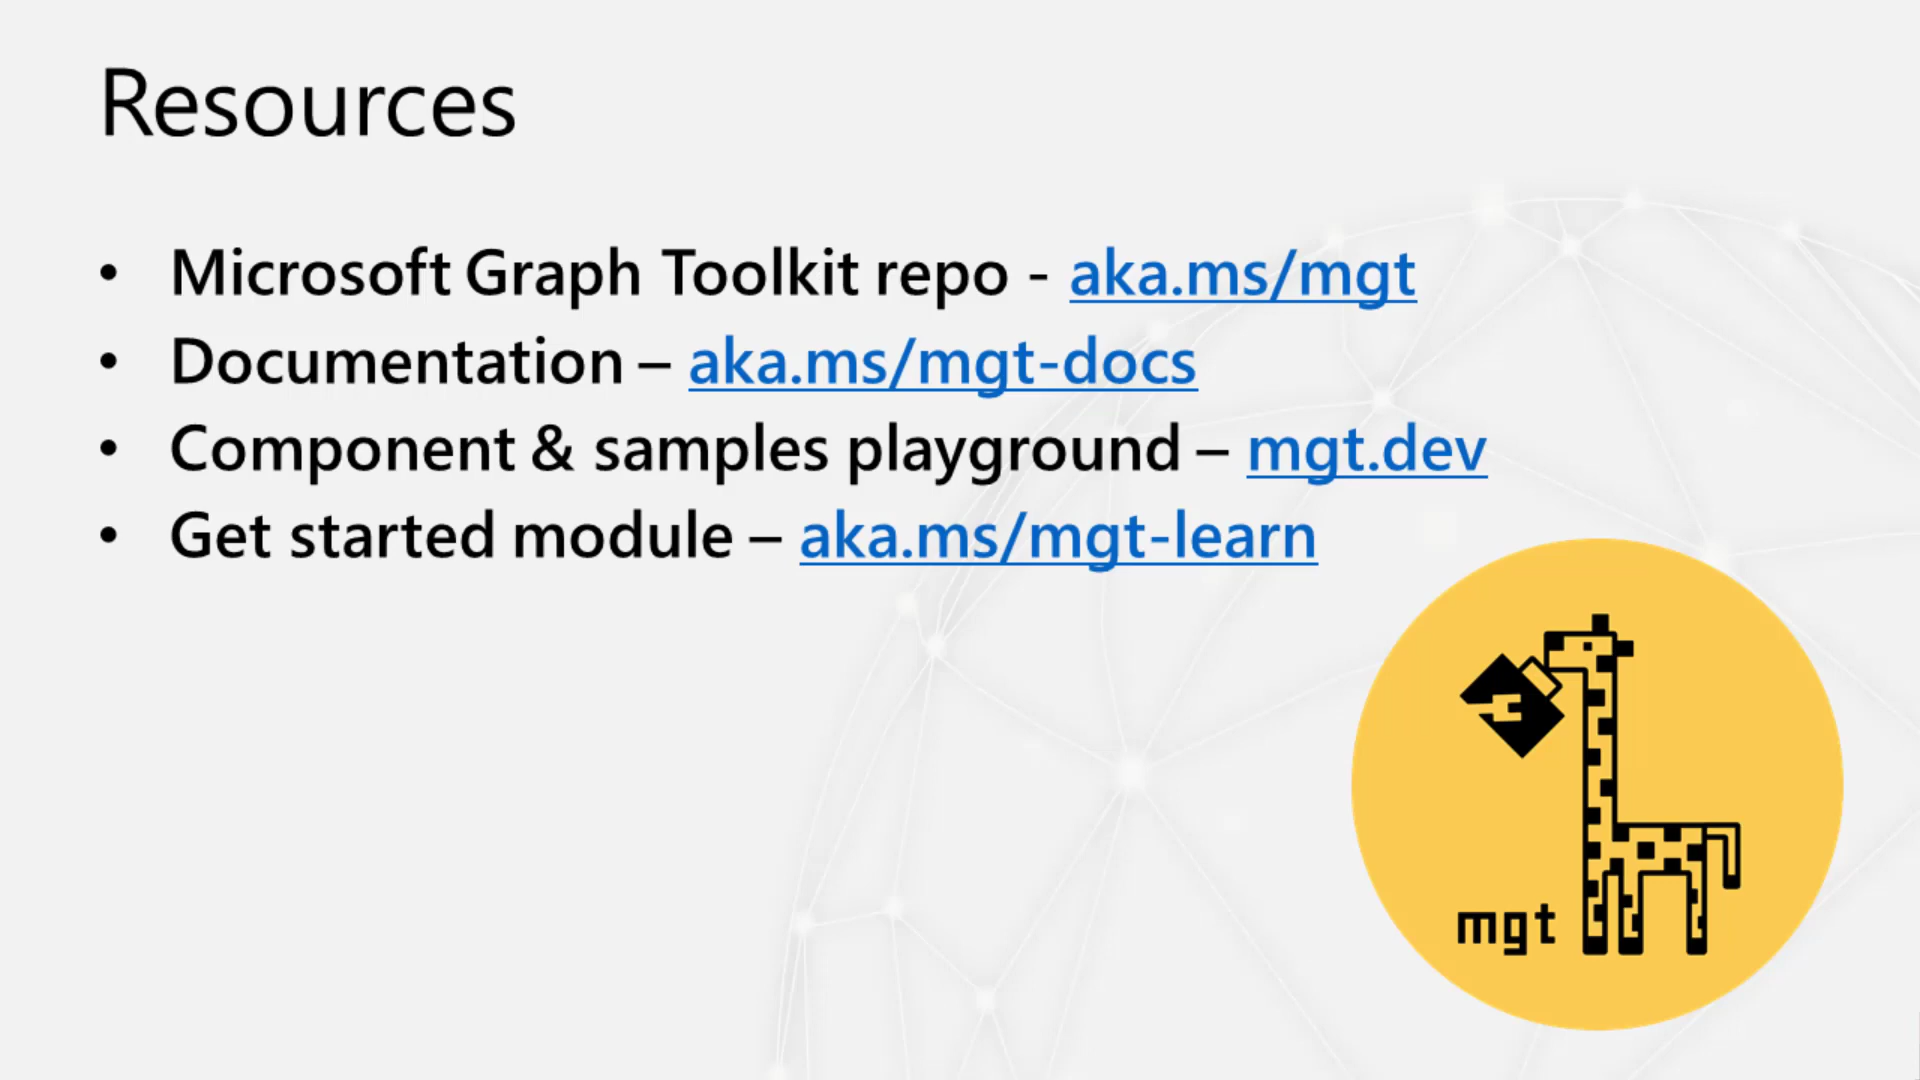 Resources
• Microsoft Graph Toolkit repo - aka.ms/mgt
• Documentation – aka.ms/mgt-docs
• Component & samples playground – mgt.dev
• Get started module – aka.ms/mgt-learn
mgt